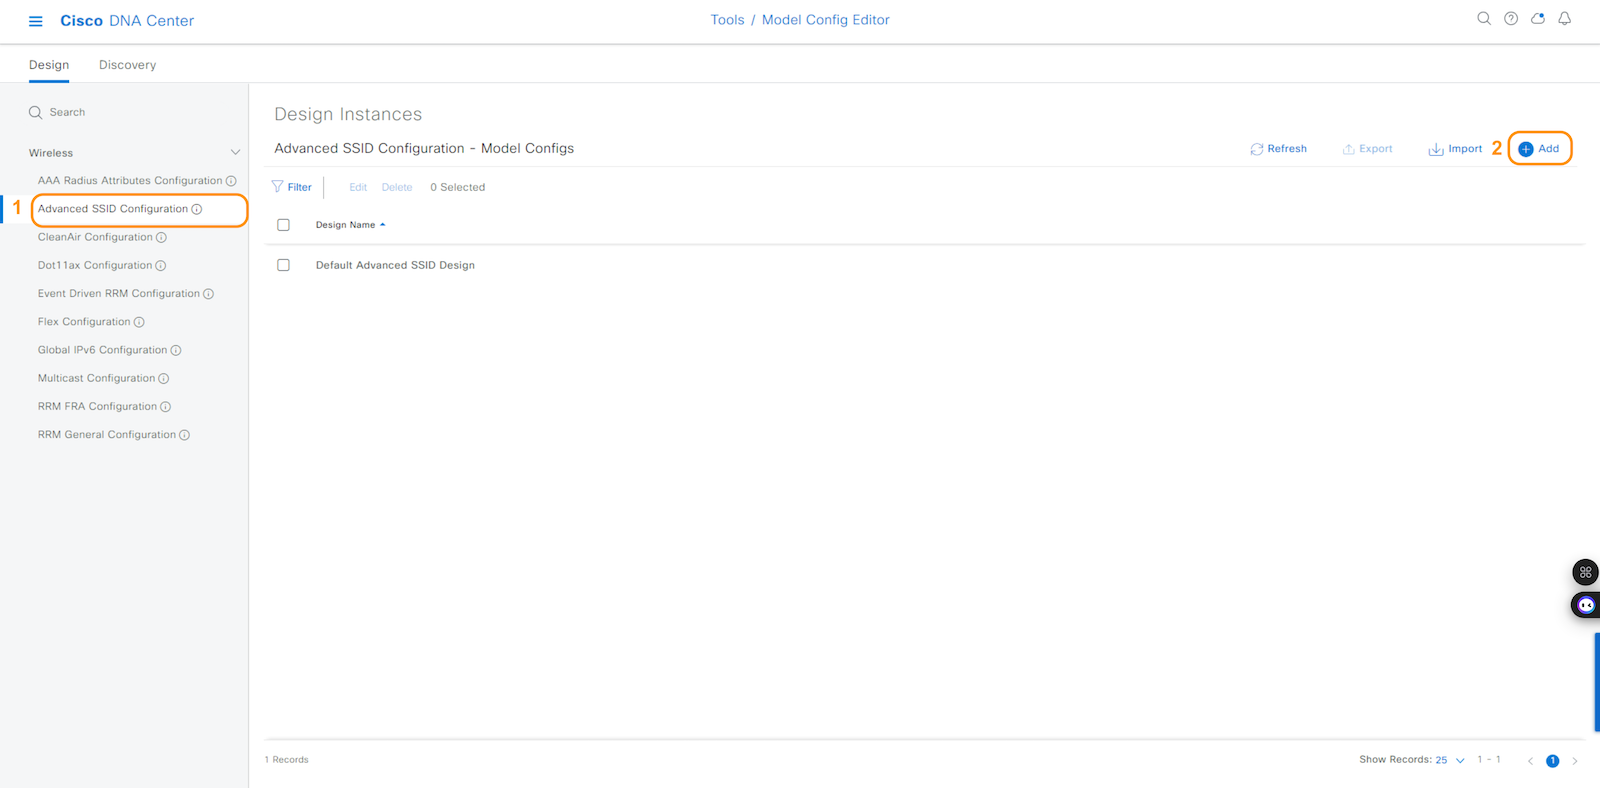 Cisco DNA Center
Tools / Model Config Editor
Design Discovery
Search
Wireless
AAA Radius Attributes Configuration
1 Advanced SSID Configuration
CleanAir Configuration
Dot11ax Configuration
Event Driven RRM Configuration
Flex Configuration
Global IPv6 Configuration
Multicast Configuration
RRM FRA Configuration
RRM General Configuration
Design Instances
Advanced SSID Configuration - Model Configs
Refresh Export Import 2 Add
Filter Edit Delete 0 Selected
Design Name
Default Advanced SSID Design
1 Records
Show Records: 25 1 - 1 1